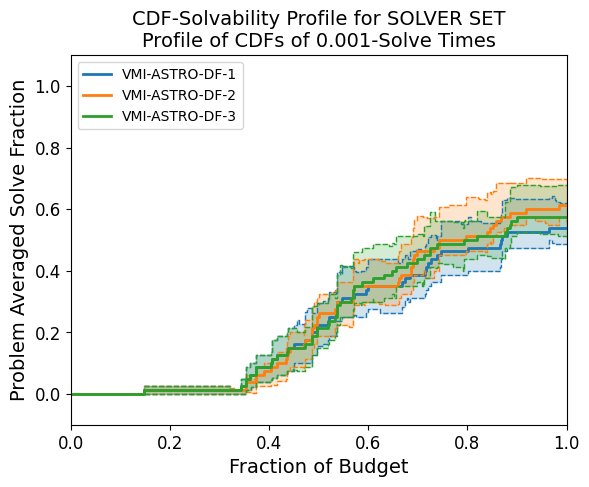 CDF-Solvability Profile for SOLVER SET
Profile of CDFs of 0.001-Solve Times
VMI-ASTRO-DF-1
VMI-ASTRO-DF-2
VMI-ASTRO-DF-3
Problem Averaged Solve Fraction
1.0
0.8
0.6
0.4
0.2
0.0
0.0 0.2 0.4 0.6 0.8 1.0
Fraction of Budget